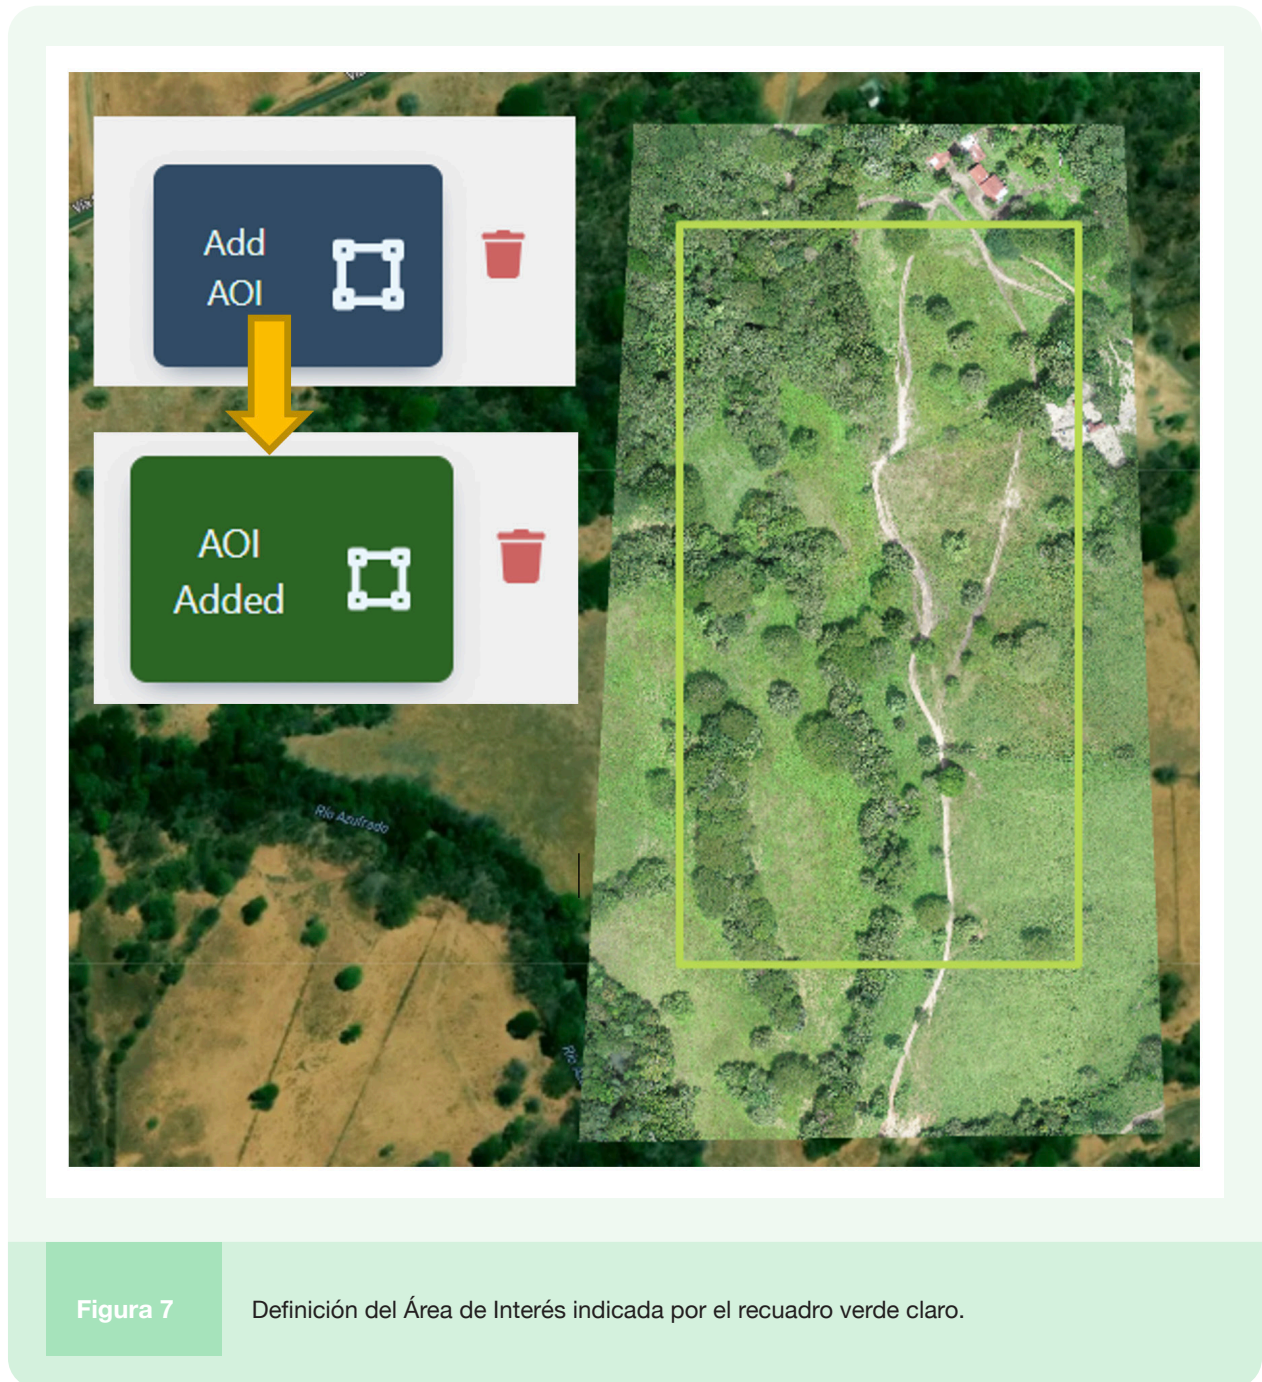 Add
AOI
AOI
Added
Río Azufrado
Figura 7
Definición del Área de Interés indicada por el recuadro verde claro.